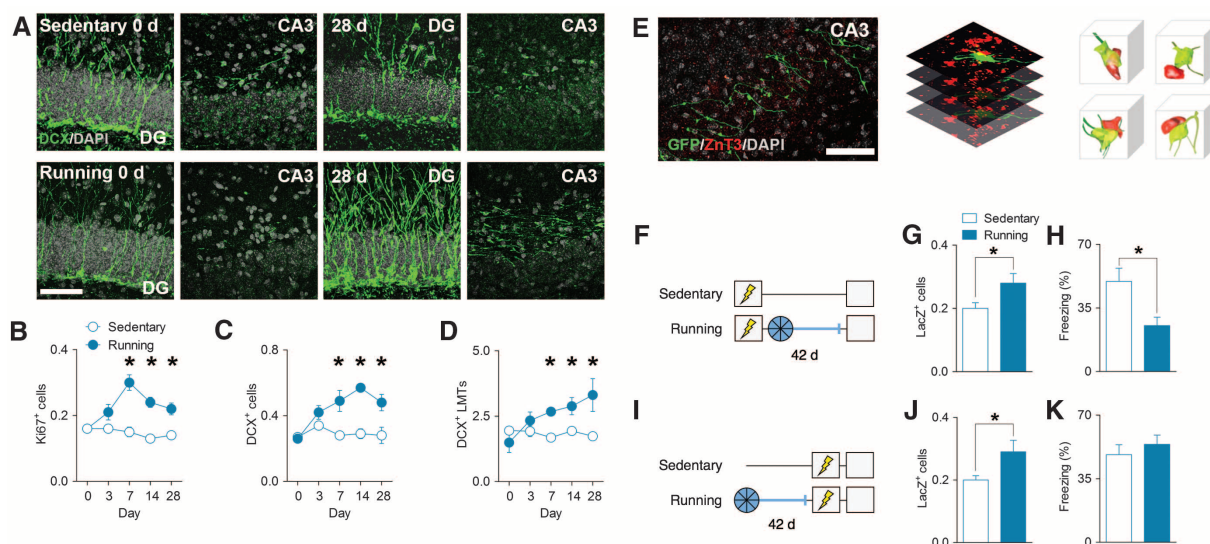 A
Sedentary 0 d
DCX/DAPI
DG
CA3
28 d
DG
CA3
Running 0 d
DG
CA3
28 d
DG
CA3
B
Sedentary
Running
Ki67+ cells
0.4
0.2
0.0
* * *
0 3 7 14 28
Day
C
DCX+ cells
0.8
0.4
0.0
* * *
0 3 7 14 28
Day
D
DCX+ LMTs
5.0
2.5
0.0
* * *
0 3 7 14 28
Day
E
CA3
GFP/ZnT3/DAPI
F
Sedentary
Running
42 d
G
Sedentary
Running
LacZ+ cells
0.4
0.2
0.0
*
H
Freezing (%)
70
35
0
*
I
Sedentary
Running
42 d
J
LacZ+ cells
0.4
0.2
0.0
*
K
Freezing (%)
70
35
0